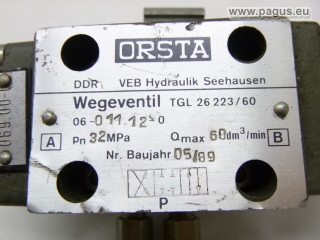 © www.pagus.eu
ORSTA
DDR VEB Hydraulik Seehausen
Wegeventil TGL 26 223/60
06-011.12 0
A Pn 32MPa Qmax 60dm³/min B
Nr. Baujahr 05/89
P